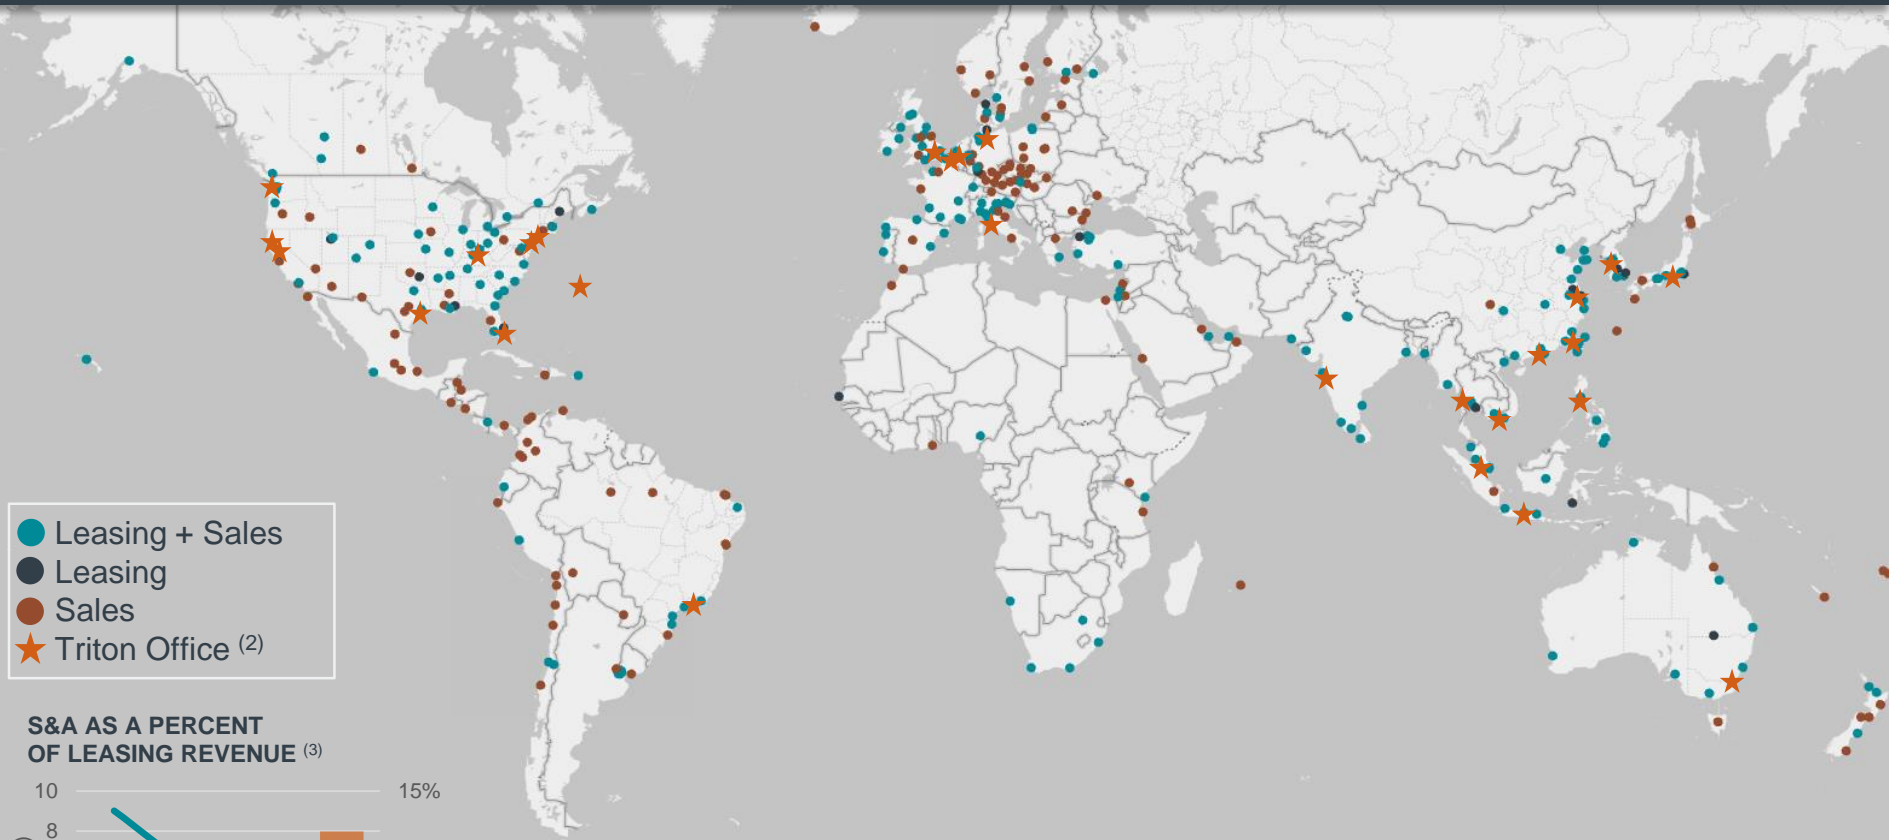 Leasing + Sales
Leasing
Sales
Triton Office (2)
S&A AS A PERCENT
OF LEASING REVENUE (3)
10
15%
8